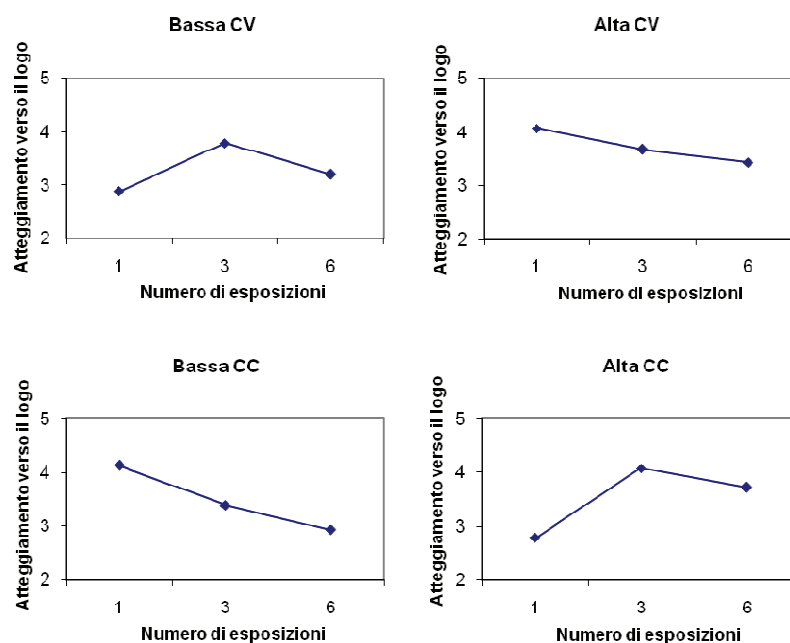 Bassa CV
Atteggiamento verso il logo
5
4
3
2
1 3 6
Numero di esposizioni
Alta CV
Atteggiamento verso il logo
5
4
3
2
1 3 6
Numero di esposizioni
Bassa CC
Atteggiamento verso il logo
5
4
3
2
1 3 6
Numero di esposizioni
Alta CC
Atteggiamento verso il logo
5
4
3
2
1 3 6
Numero di esposizioni